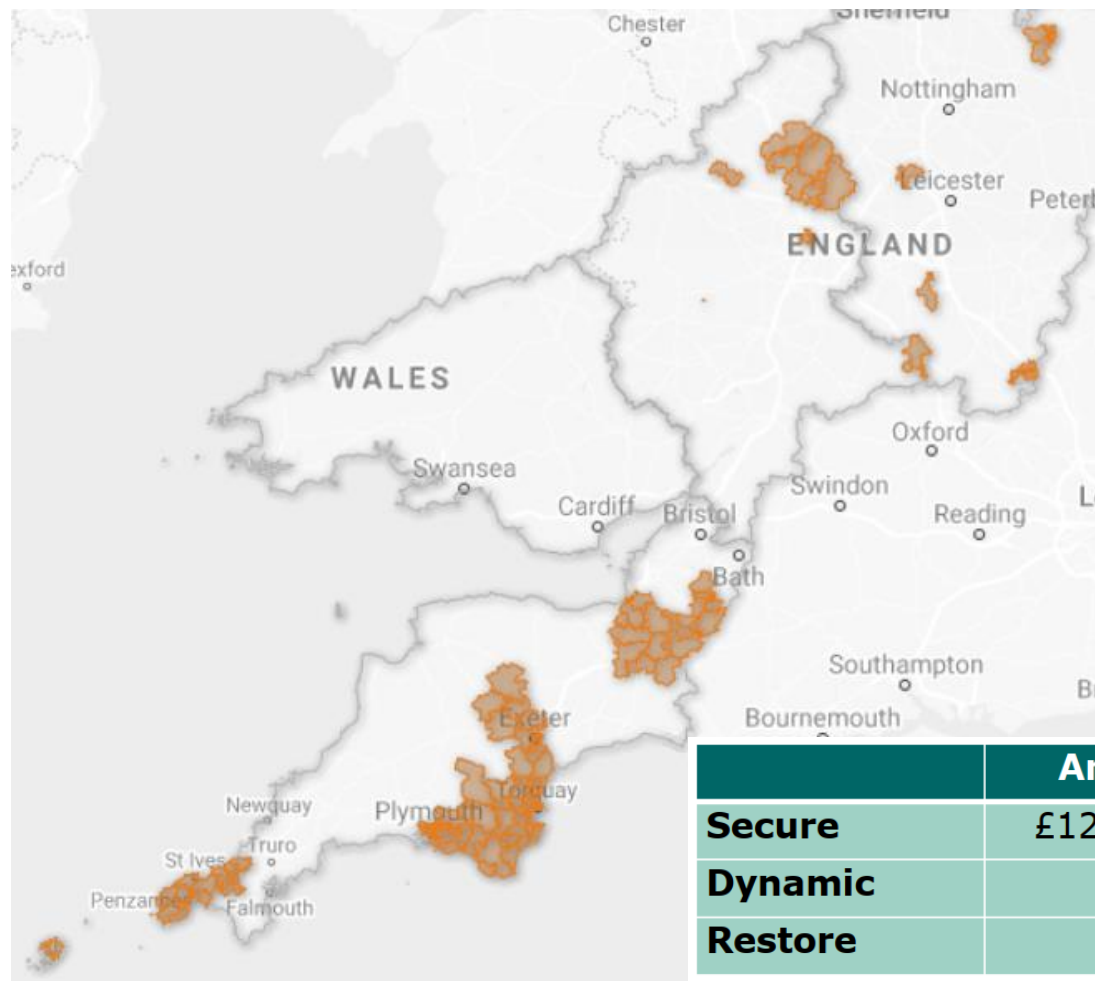 Chester
Nottingham
Leicester
ENGLAND
WALES
Oxford
Swansea
Swindon
Cardiff
Bristol
Reading
Bath
Southampton
Bournemouth
Exeter
Torquay
Newquay
Plymouth
Truro
St Ives
Falmouth
Secure £12
Dynamic
Restore